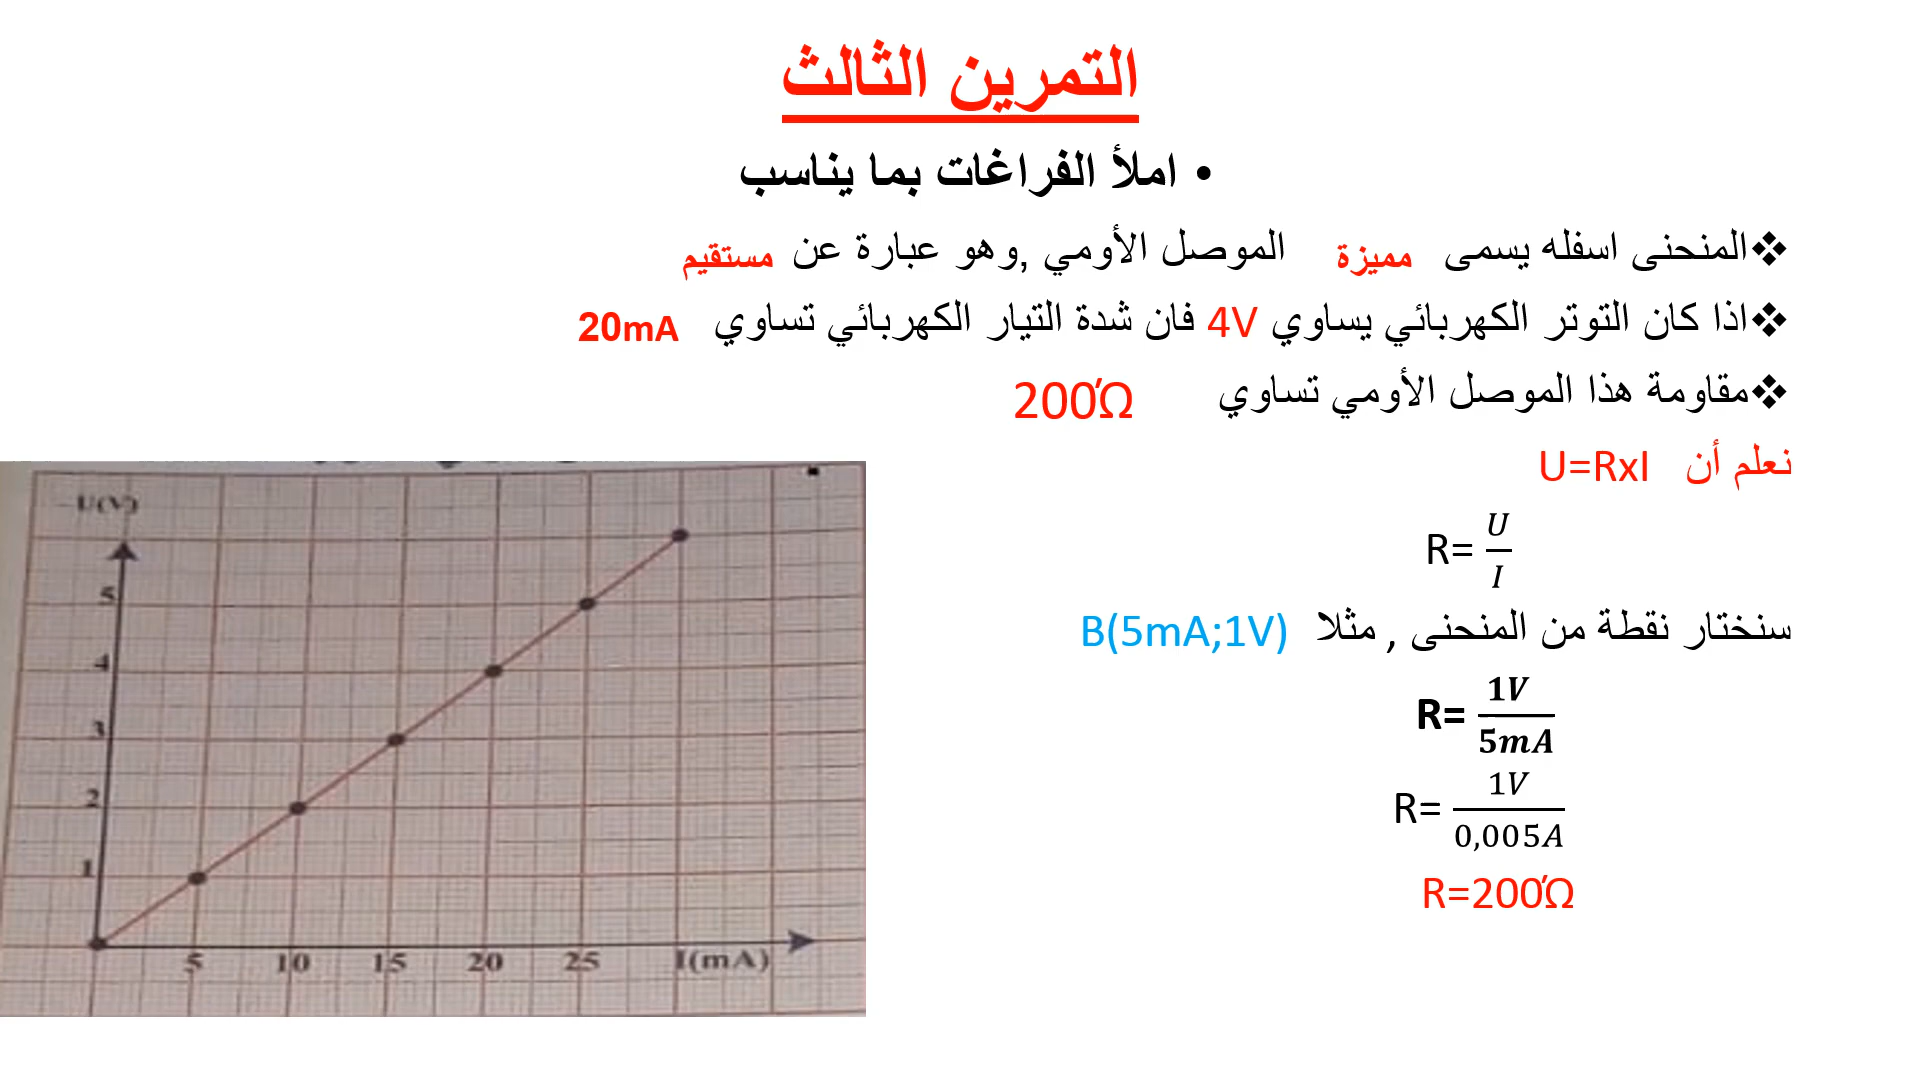 التمرين الثالث
• املأ الفراغات بما يناسب
❖المنحنى اسفله يسمى مميزة الموصل الأومي ,وهو عبارة عن مستقيم
❖اذا كان التوتر الكهربائي يساوي 4V فان شدة التيار الكهربائي تساوي 20mA
❖مقاومة هذا الموصل الأومي تساوي 200Ώ
نعلم أن U=RxI
R= U/I
سنختار نقطة من المنحنى , مثلا B(5mA;1V)
R= 1V/5mA
R= 1V/0,005A
R=200Ώ
U(V)
5
4
3
2
1
5 10 15 20 25 I(mA)